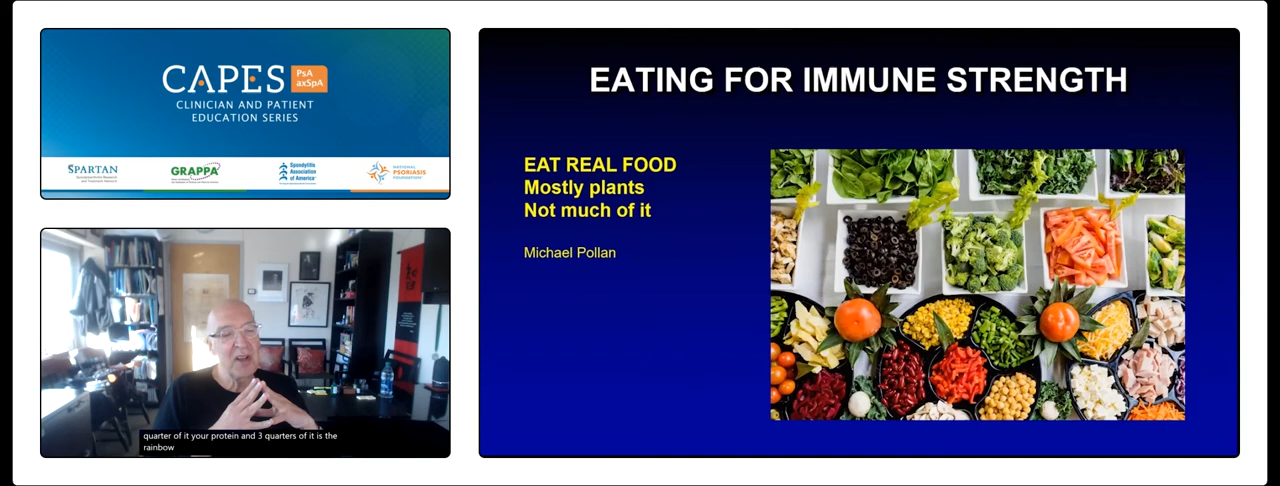 CAPES
PsA
axSpA
CLINICIAN AND PATIENT
EDUCATION SERIES
SPARTAN
GRAPPA
Spondylitis
Association
of America
NATIONAL
PSORIASIS
FOUNDATION
quarter of it your protein and 3 quarters of it is the
rainbow
EATING FOR IMMUNE STRENGTH
EAT REAL FOOD
Mostly plants
Not much of it
Michael Pollan